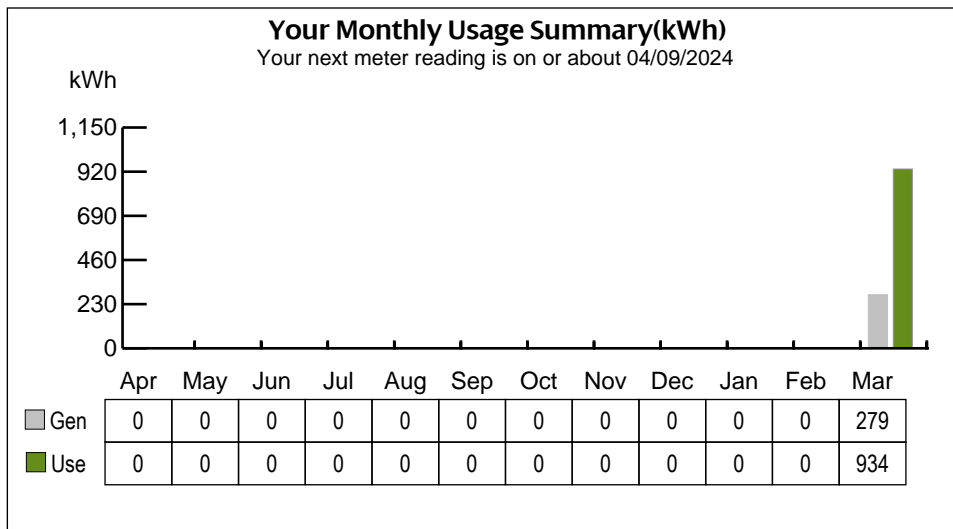 Your Monthly Usage Summary(kWh)
Your next meter reading is on or about 04/09/2024
kWh
1,150
920
690
460
230
0
Apr May Jun Jul Aug Sep Oct Nov Dec Jan Feb Mar
Gen 0 0 0 0 0 0 0 0 0 0 0 279
Use 0 0 0 0 0 0 0 0 0 0 0 934